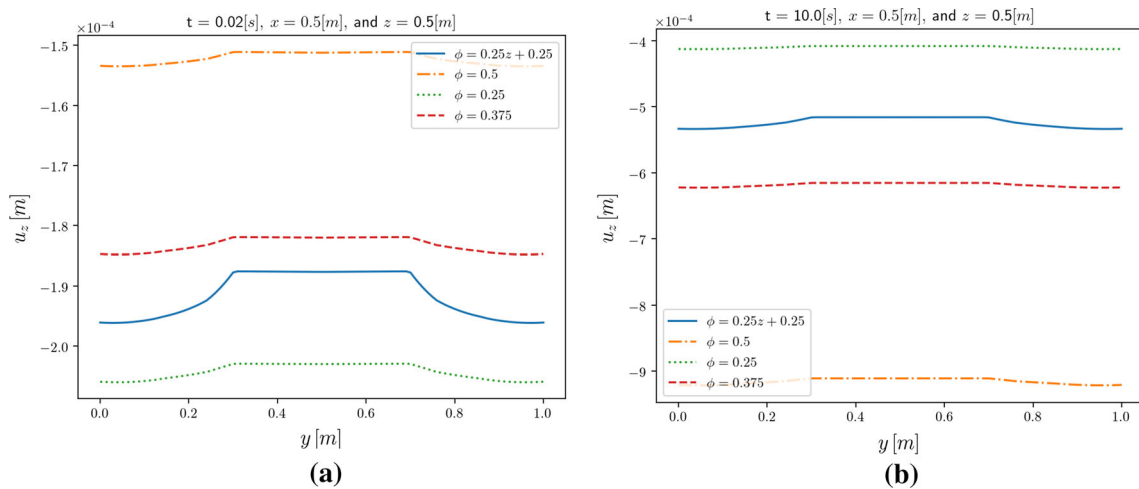 t = 0.02[s], x = 0.5[m], and z = 0.5[m]
×10⁻⁴
−1.5
−1.6
−1.7
−1.8
−1.9
−2.0
u_z [m]
ϕ = 0.25z + 0.25
ϕ = 0.5
ϕ = 0.25
ϕ = 0.375
0.0 0.2 0.4 0.6 0.8 1.0
y [m]
(a)
t = 10.0[s], x = 0.5[m], and z = 0.5[m]
×10⁻⁴
−4
−5
−6
−7
−8
−9
u_z [m]
ϕ = 0.25z + 0.25
ϕ = 0.5
ϕ = 0.25
ϕ = 0.375
0.0 0.2 0.4 0.6 0.8 1.0
y [m]
(b)